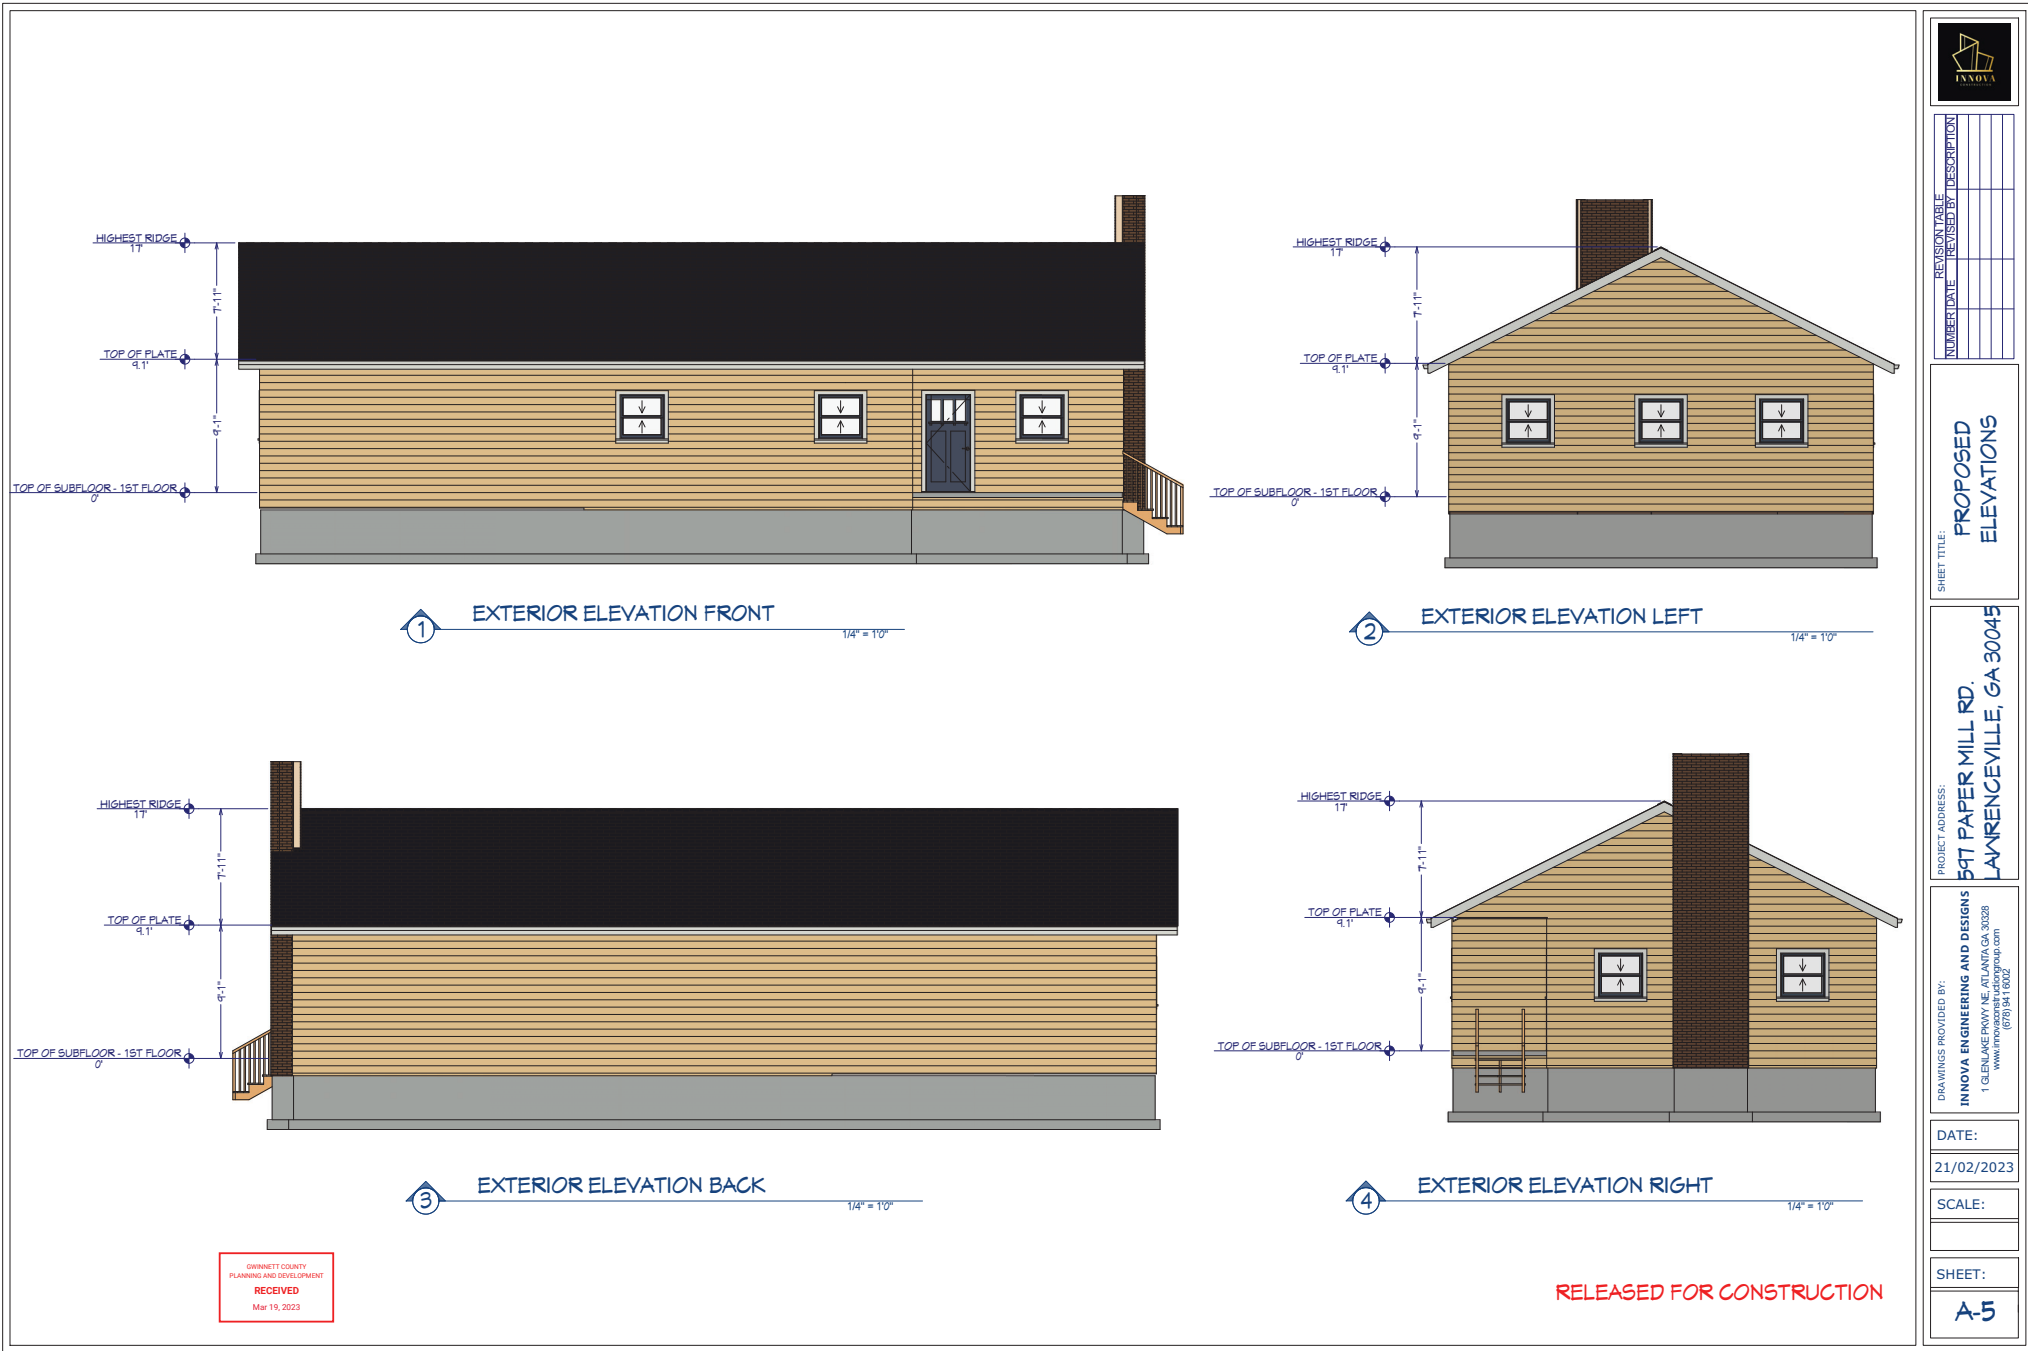 HIGHEST RIDGE
17'
7'-11"
TOP OF PLATE
9.1'
9'-1"
TOP OF SUBFLOOR - 1ST FLOOR
0'
1
EXTERIOR ELEVATION FRONT
1/4" = 1'0"
HIGHEST RIDGE
17'
7'-11"
TOP OF PLATE
9.1'
9'-1"
TOP OF SUBFLOOR - 1ST FLOOR
0'
2
EXTERIOR ELEVATION LEFT
1/4" = 1'0"
HIGHEST RIDGE
17'
7'-11"
TOP OF PLATE
9.1'
9'-1"
TOP OF SUBFLOOR - 1ST FLOOR
0'
3
EXTERIOR ELEVATION BACK
1/4" = 1'0"
HIGHEST RIDGE
17'
7'-11"
TOP OF PLATE
9.1'
9'-1"
TOP OF SUBFLOOR - 1ST FLOOR
0'
4
EXTERIOR ELEVATION RIGHT
1/4" = 1'0"
GWINNETT COUNTY
PLANNING AND DEVELOPMENT
RECEIVED
Mar 19, 2023
RELEASED FOR CONSTRUCTION
INNOVA
CONSTRUCTION
REVISION TABLE
NUMBER DATE REVISED BY DESCRIPTION
SHEET TITLE:
PROPOSED
ELEVATIONS
PROJECT ADDRESS:
597 PAPER MILL RD.
LAWRENCEVILLE, GA 30045
DRAWINGS PROVIDED BY:
INNOVA ENGINEERING AND DESIGNS
1 GLENLAKE PKWY NE, ATLANTA GA 30328
www.innovaconstructiongroup.com
(678) 941 6002
DATE:
21/02/2023
SCALE:
SHEET:
A-5